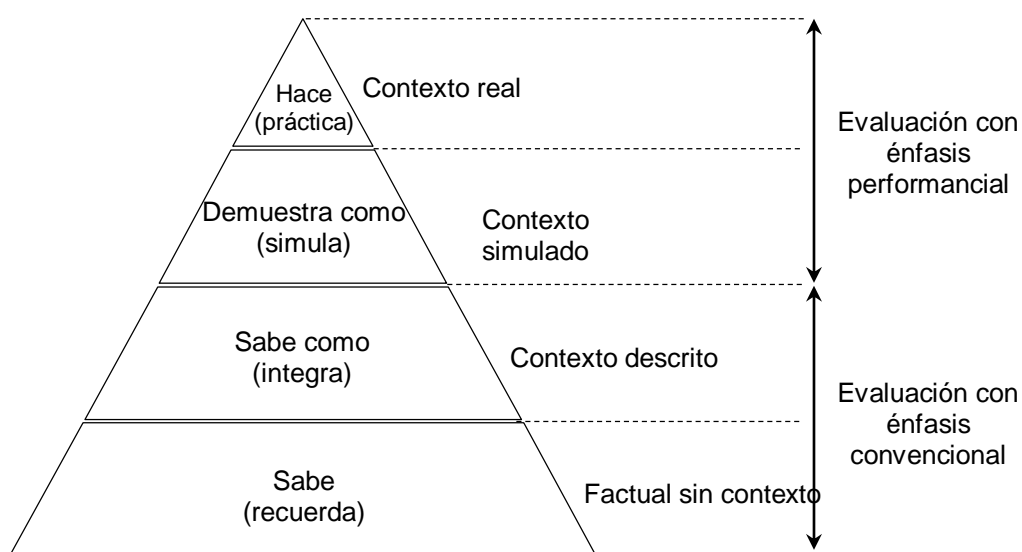 Hace
(práctica)
Contexto real
Evaluación con
énfasis
performancial
Demuestra como
(simula)
Contexto
simulado
Sabe como
(integra)
Contexto descrito
Evaluación con
énfasis
convencional
Sabe
(recuerda)
Factual sin contexto